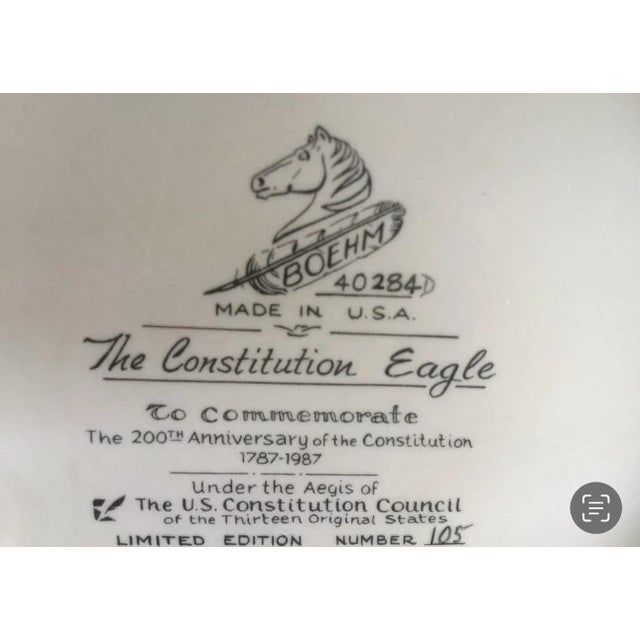 BOEHM
40284D
MADE IN U.S.A.
The Constitution Eagle
To Commemorate
The 200TH Anniversary of the Constitution
1787-1987
Under the Aegis of
The U.S. Constitution Council
of the Thirteen Original States
LIMITED EDITION NUMBER 105